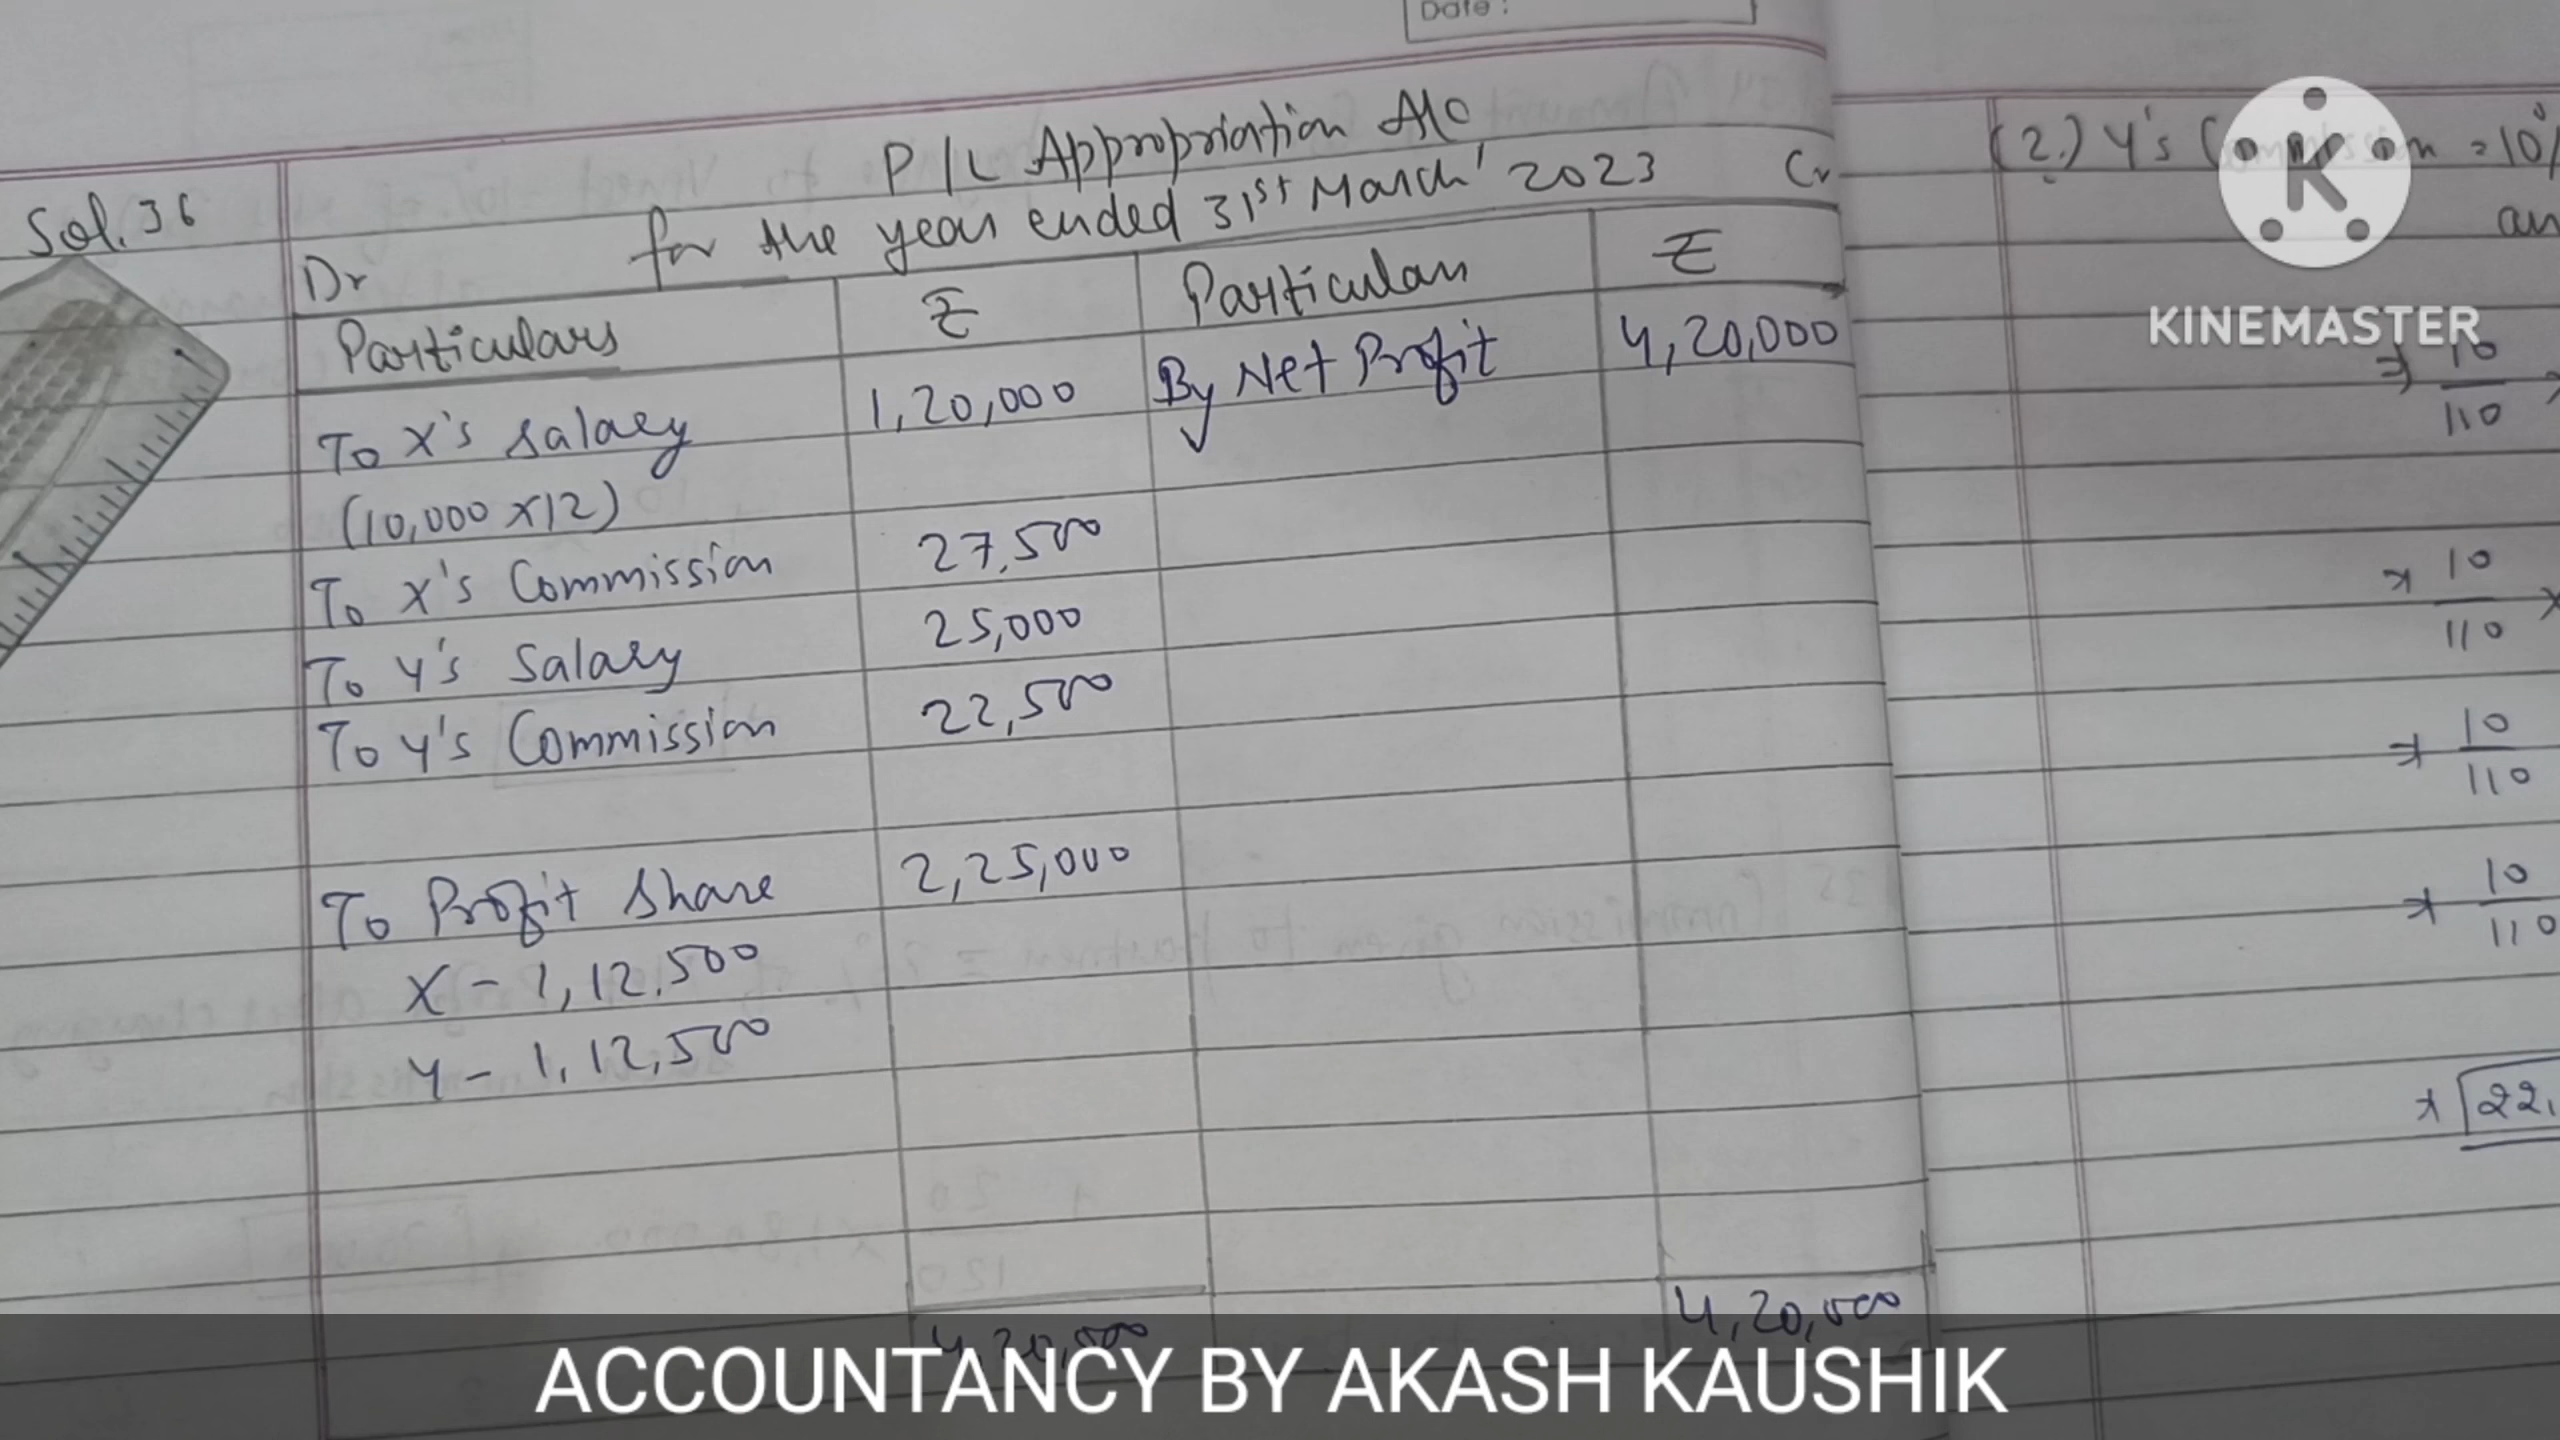 Date :
P/L Appropriation A/c
for the year ended 31st March' 2023
Sol. 36
Dr
Cr
Particulars ₹ Particulars ₹
To X's Salary 1,20,000 By Net Profit 4,20,000
(10,000 x 12)
To X's Commission 27,500
To Y's Salary 25,000
To Y's Commission 22,500
To Profit Share 2,25,000
X - 1,12,500
Y - 1,12,500
4,20,000 4,20,000
(2.) Y's = 10%
10
110
10
110
10
110
10
110
22,
KINEMASTER
ACCOUNTANCY BY AKASH KAUSHIK